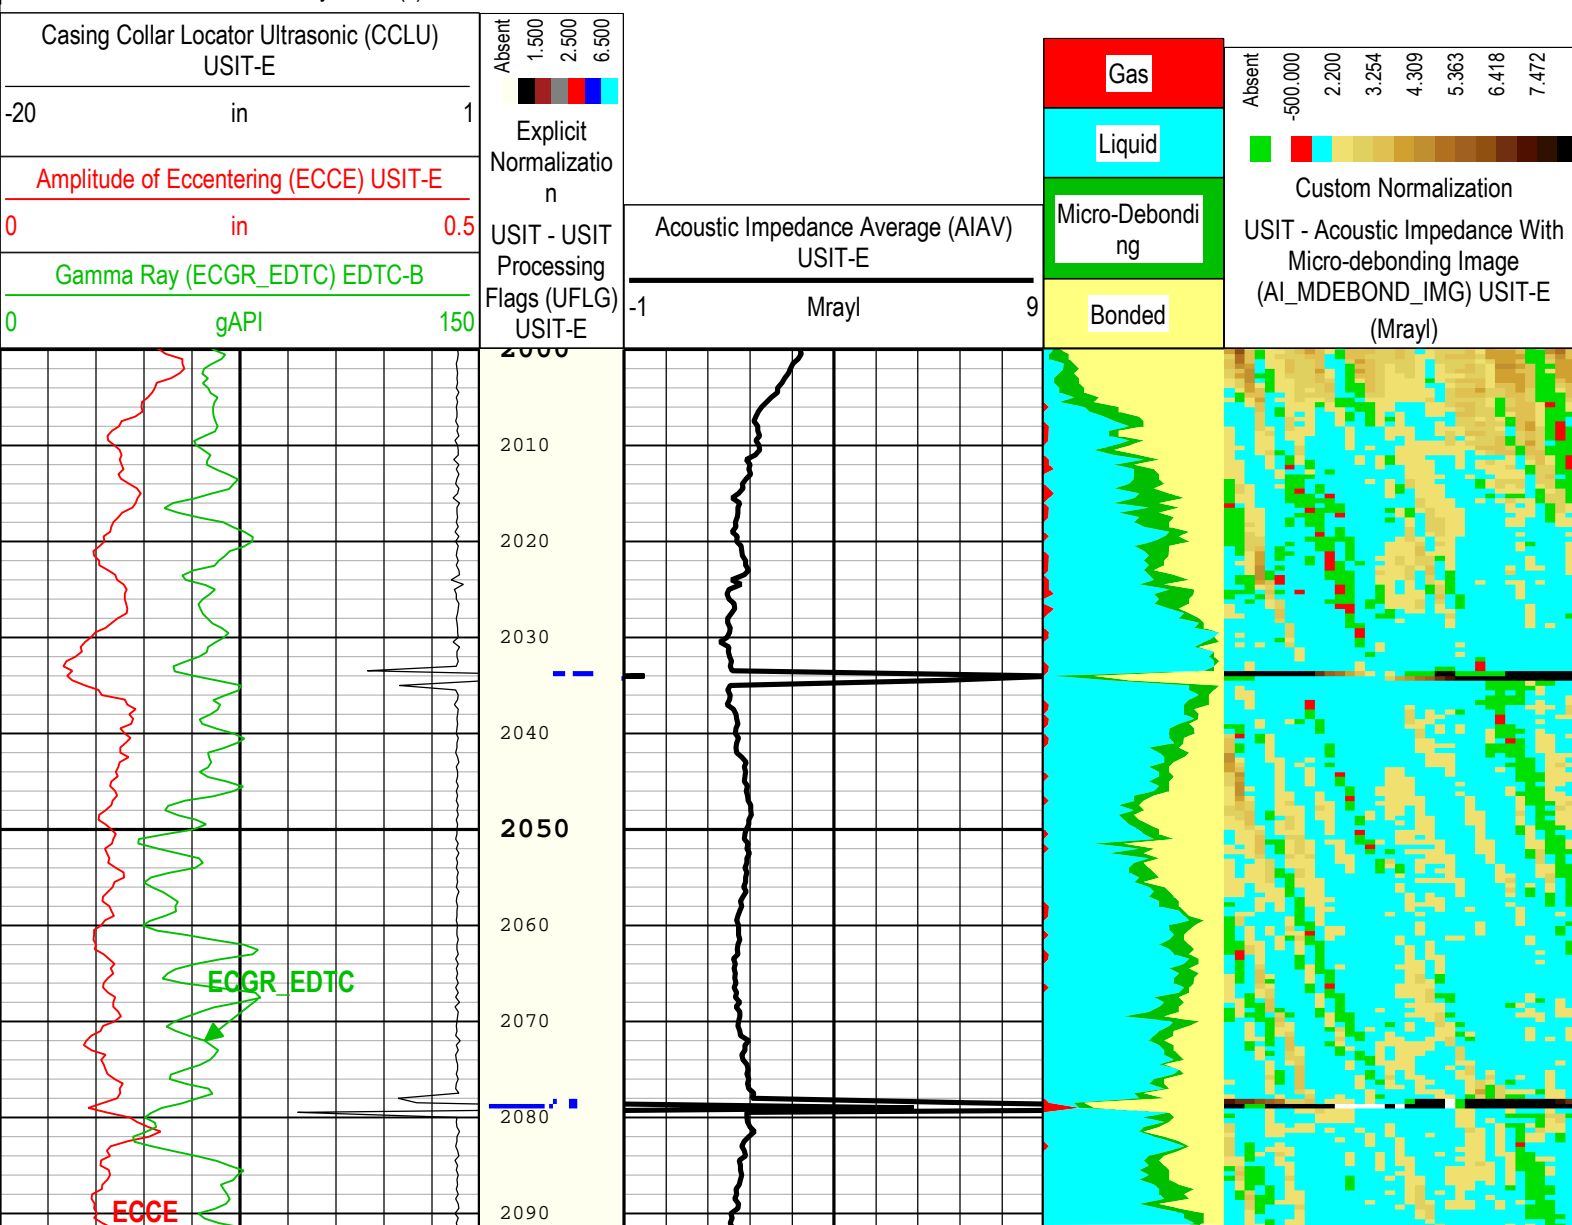 Casing Collar Locator Ultrasonic (CCLU)
USIT-E
-20 in 1
Amplitude of Eccentering (ECCE) USIT-E
0 in 0.5
Gamma Ray (ECGR_EDTC) EDTC-B
0 gAPI 150
Absent 1.500 2.500 6.500
Explicit
Normalizatio
n
USIT - USIT
Processing
Flags (UFLG)
USIT-E
Acoustic Impedance Average (AIAV)
USIT-E
-1 Mrayl 9
Gas
Liquid
Micro-Debondi
ng
Bonded
Absent -500.000 2.200 3.254 4.309 5.363 6.418 7.472
Custom Normalization
USIT - Acoustic Impedance With
Micro-debonding Image
(AI_MDEBOND_IMG) USIT-E
(Mrayl)
2000
2010
2020
2030
2040
2050
2060
ECGR_EDTC
2070
2080
2090
ECCE